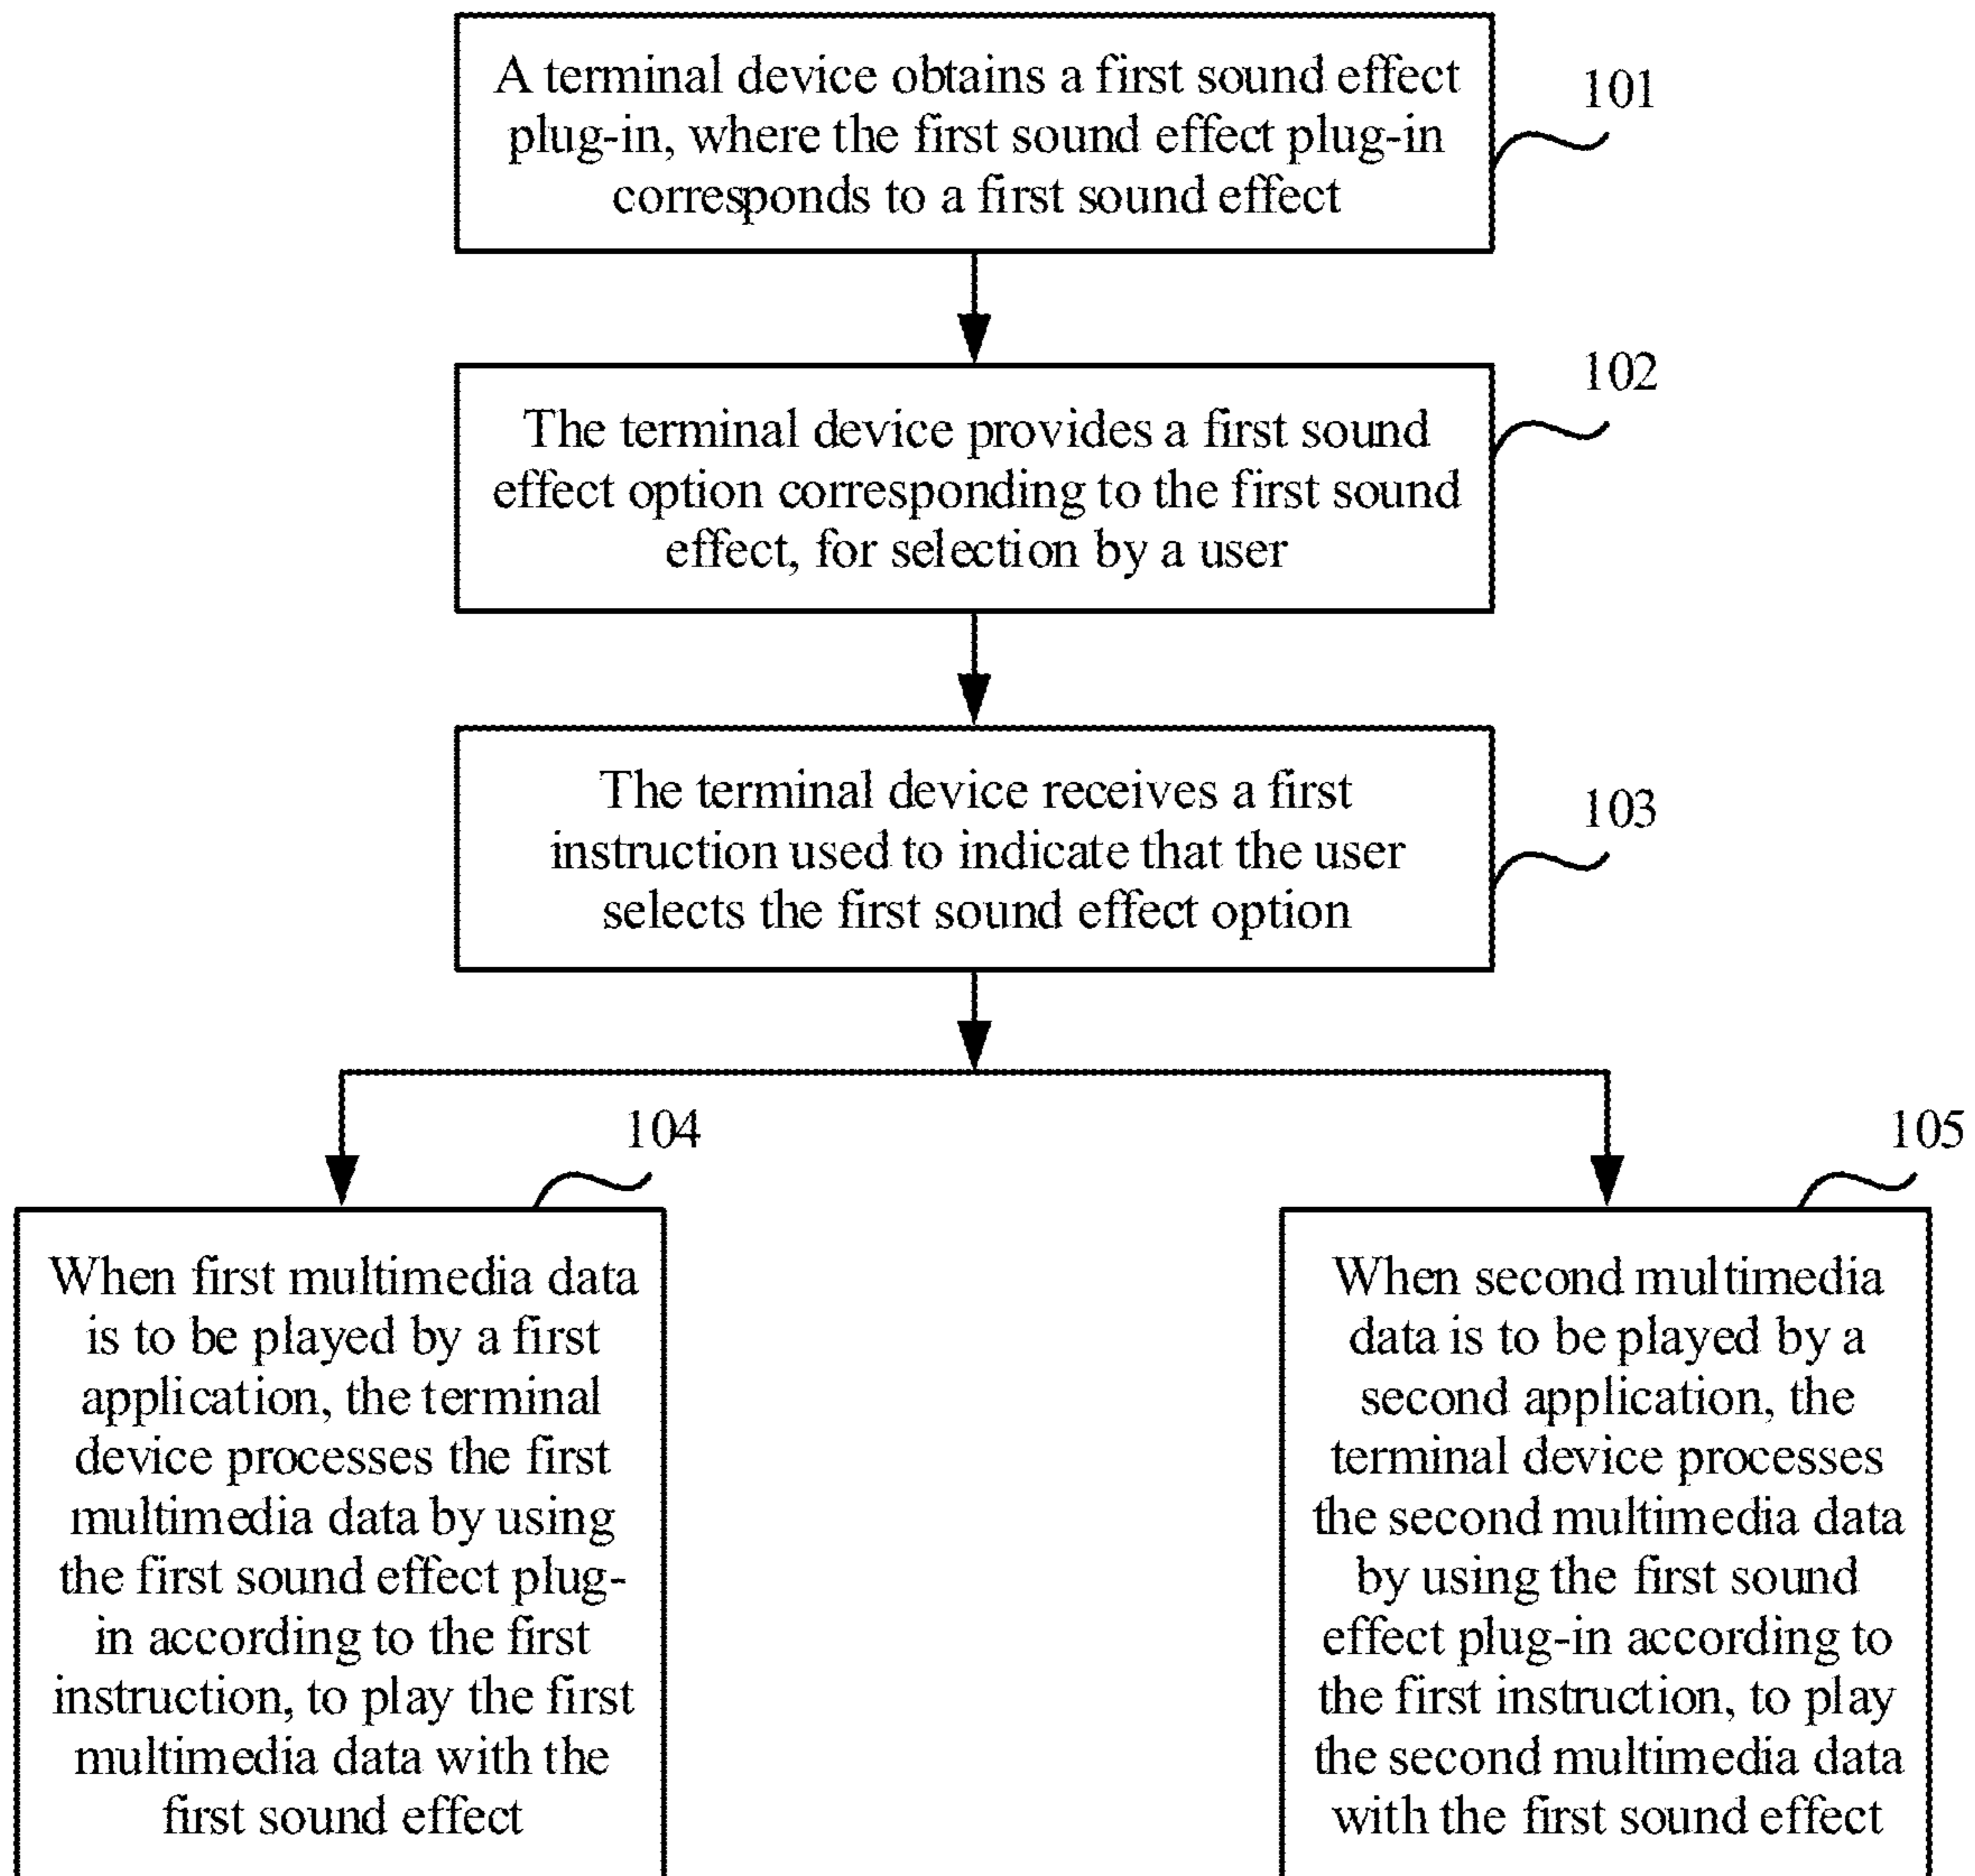 A terminal device obtains a first sound effect
plug-in, where the first sound effect plug-in
corresponds to a first sound effect
101
The terminal device provides a first sound
effect option corresponding to the first sound
effect, for selection by a user
102
The terminal device receives a first
instruction used to indicate that the user
selects the first sound effect option
103
104
When first multimedia data
is to be played by a first
application, the terminal
device processes the first
multimedia data by using
the first sound effect plug-
in according to the first
instruction, to play the first
multimedia data with the
first sound effect
105
When second multimedia
data is to be played by a
second application, the
terminal device processes
the second multimedia data
by using the first sound
effect plug-in according to
the first instruction, to play
the second multimedia data
with the first sound effect